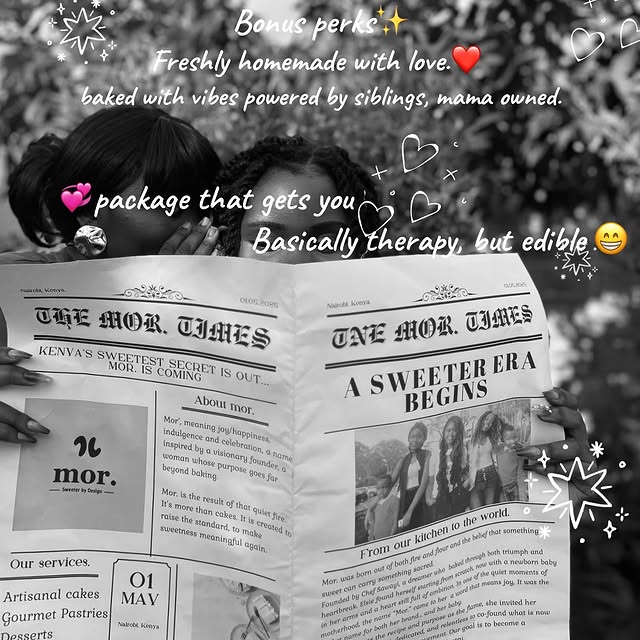 Bonus perks✨
Freshly homemade with love.❤️
baked with vibes powered by siblings, mama owned.
💞package that gets you
Basically therapy, but edible 😁
Nairobi, Kenya.
01.05.2025
THE MOR. TIMES
KENYA'S SWEETEST SECRET IS OUT...
MOR. IS COMING
mor.
Sweeter by Design
About mor.
Mor', meaning joy/happiness,
indulgence and celebration, a name
inspired by a visionary founder, a
woman whose purpose goes far
beyond baking.
Mor. is the result of that quiet fire.
It's more than cakes. It is created to
raise the standard, to make
sweetness meaningful again.
Our services.
Artisanal cakes
Gourmet Pastries
Desserts
01
MAY
Nairobi, Kenya
Nairobi, Kenya.
01.05.2025
TNE MOR. TIMES
A SWEETER ERA
BEGINS
From our kitchen to the world.
Mor. was born out of both fire and flour and the belief that something
sweet can carry something sacred.
Founded by Chef Sawayi, a dreamer who baked through both triumph and
heartbreak. Elsie found herself starting from scratch, now with a newborn baby
in her arms and a heart still full of ambition. In one of the quiet moments of
motherhood, the name "Mor." came to her a word that means joy. It was the
name for both her brand, and her baby.
the recipe, and purpose as the flame, she invited her
dedicated, and relentless to co-found what is now
goal is to become a